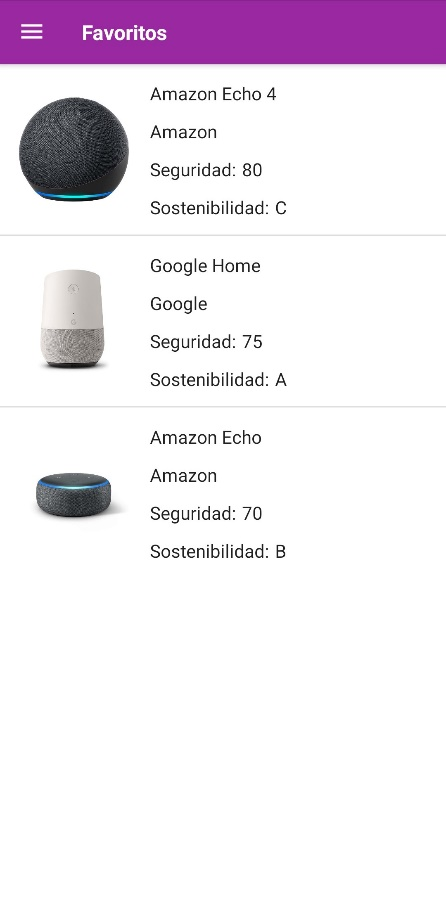 Favoritos
Amazon Echo 4
Amazon
Seguridad: 80
Sostenibilidad: C
Google Home
Google
Seguridad: 75
Sostenibilidad: A
Amazon Echo
Amazon
Seguridad: 70
Sostenibilidad: B